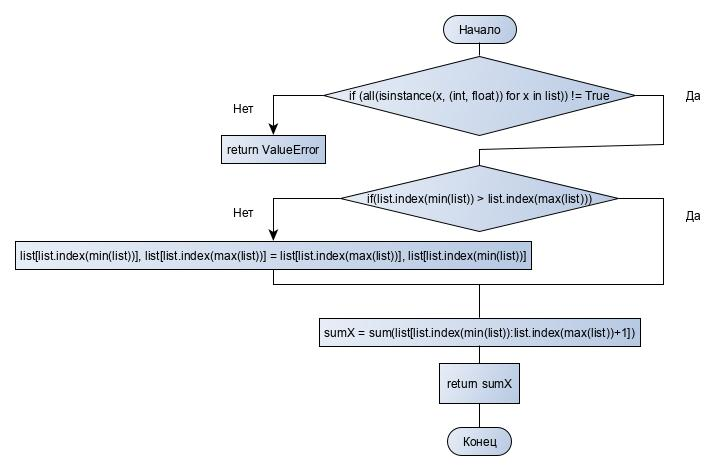 Начало
if (all(isinstance(x, (int, float)) for x in list)) != True
Да
Нет
return ValueError
if(list.index(min(list)) > list.index(max(list)))
Нет
Да
list[list.index(min(list))], list[list.index(max(list))] = list[list.index(max(list))], list[list.index(min(list))]
sumX = sum(list[list.index(min(list)):list.index(max(list))+1])
return sumX
Конец